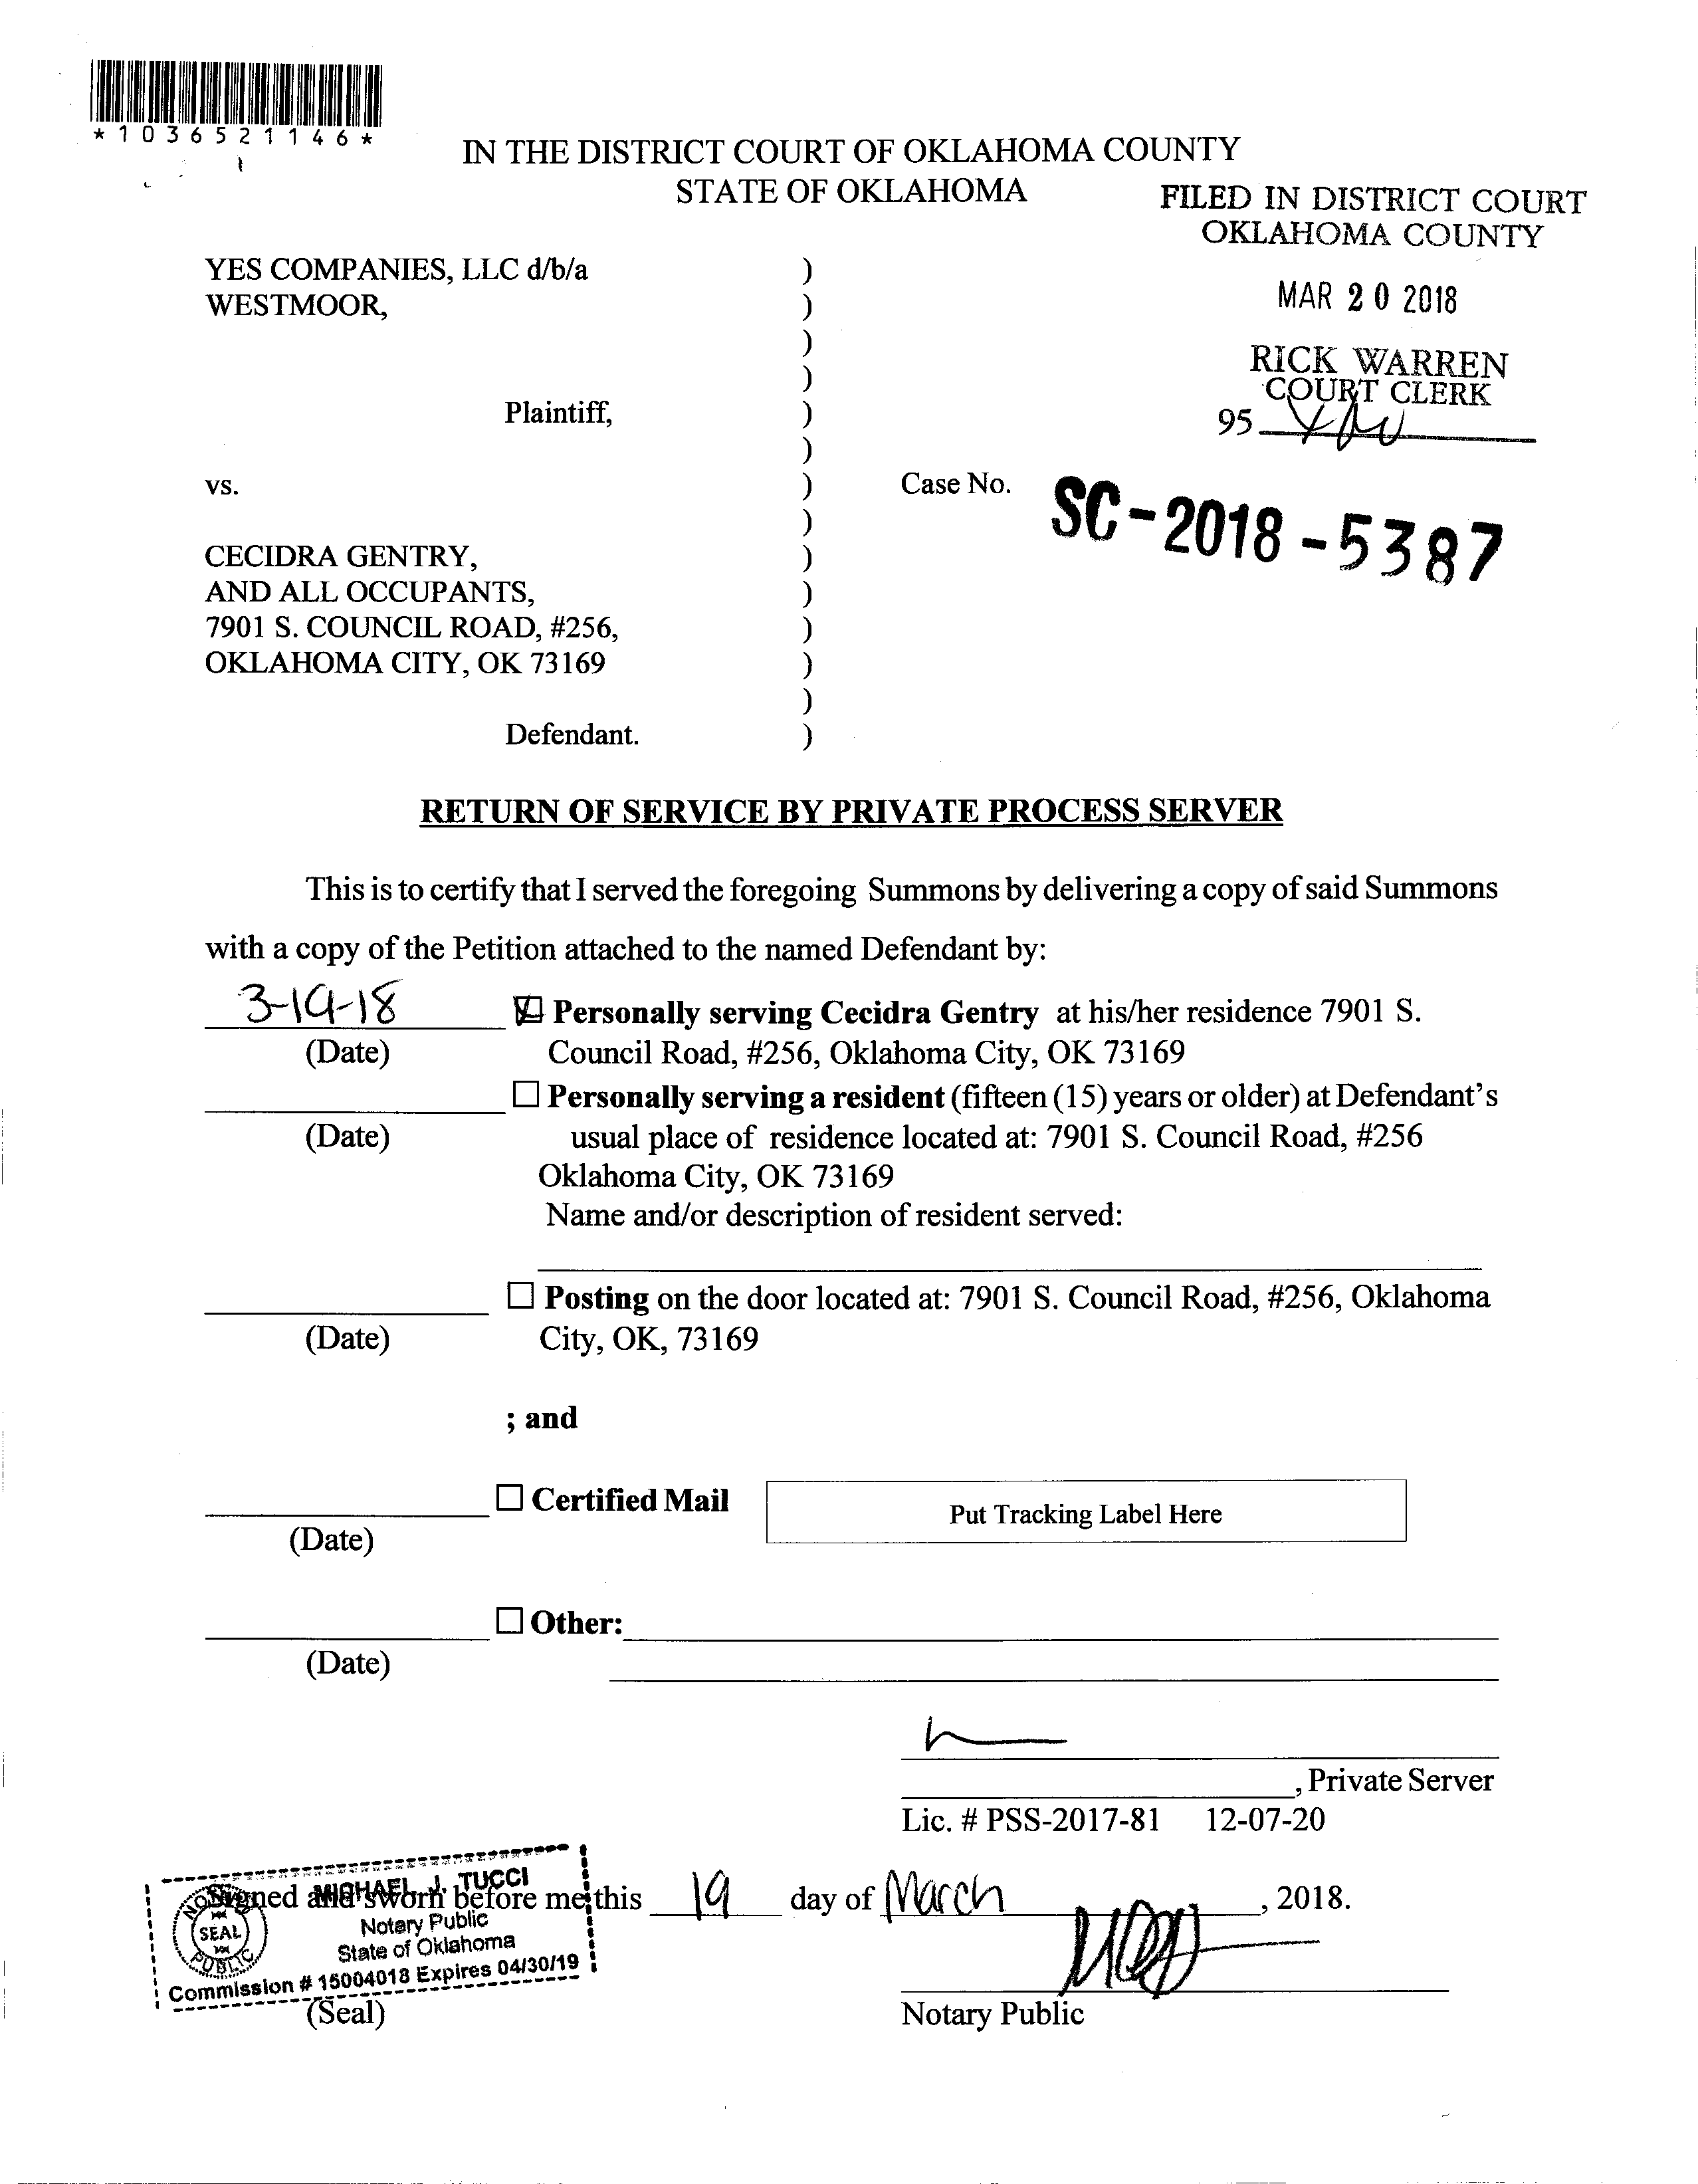 *1036521146*
IN THE DISTRICT COURT OF OKLAHOMA COUNTY
STATE OF OKLAHOMA
FILED IN DISTRICT COURT
OKLAHOMA COUNTY
MAR 20 2018
RICK WARREN
COURT CLERK
95
YES COMPANIES, LLC d/b/a )
WESTMOOR, )
)
)
Plaintiff, )
)
vs. ) Case No. SC-2018-5387
)
CECIDRA GENTRY, )
AND ALL OCCUPANTS, )
7901 S. COUNCIL ROAD, #256, )
OKLAHOMA CITY, OK 73169 )
)
Defendant. )
RETURN OF SERVICE BY PRIVATE PROCESS SERVER
This is to certify that I served the foregoing Summons by delivering a copy of said Summons
with a copy of the Petition attached to the named Defendant by:
3-19-18 Personally serving Cecidra Gentry at his/her residence 7901 S.
(Date) Council Road, #256, Oklahoma City, OK 73169
Personally serving a resident (fifteen (15) years or older) at Defendant's
(Date) usual place of residence located at: 7901 S. Council Road, #256
Oklahoma City, OK 73169
Name and/or description of resident served:
Posting on the door located at: 7901 S. Council Road, #256, Oklahoma
(Date) City, OK, 73169
; and
Certified Mail Put Tracking Label Here
(Date)
Other:
(Date)
, Private Server
Lic. # PSS-2017-81 12-07-20
Signed and sworn before me this 19 day of March, 2018.
MICHAEL J. TUCCI
Notary Public
State of Oklahoma
Commission # 15004018 Expires 04/30/19
NOTARY
SEAL
PUBLIC
(Seal) Notary Public